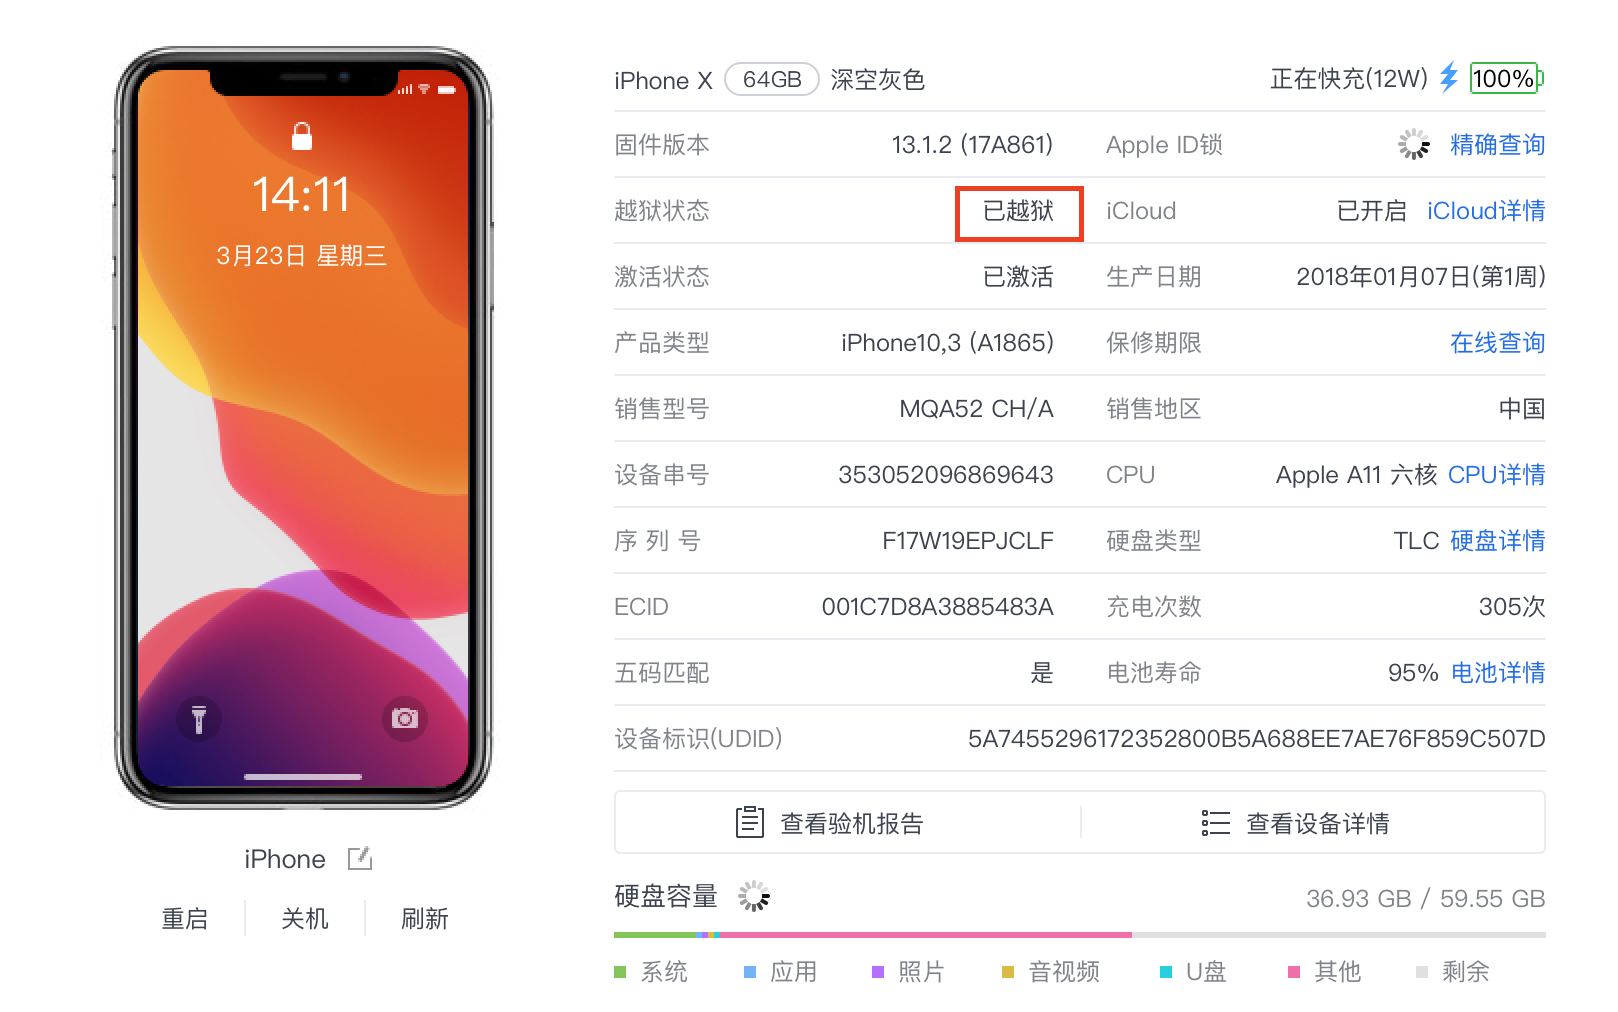 14:11
3月23日 星期三
iPhone
重启 关机 刷新
iPhone X 64GB 深空灰色 正在快充(12W) 100%
固件版本 13.1.2 (17A861) Apple ID锁 精确查询
越狱状态 已越狱 iCloud 已开启 iCloud详情
激活状态 已激活 生产日期 2018年01月07日(第1周)
产品类型 iPhone10,3 (A1865) 保修期限 在线查询
销售型号 MQA52 CH/A 销售地区 中国
设备串号 353052096869643 CPU Apple A11 六核 CPU详情
序 列 号 F17W19EPJCLF 硬盘类型 TLC 硬盘详情
ECID 001C7D8A3885483A 充电次数 305次
五码匹配 是 电池寿命 95% 电池详情
设备标识(UDID) 5A7455296172352800B5A688EE7AE76F859C507D
查看验机报告 查看设备详情
硬盘容量 36.93 GB / 59.55 GB
系统 应用 照片 音视频 U盘 其他 剩余